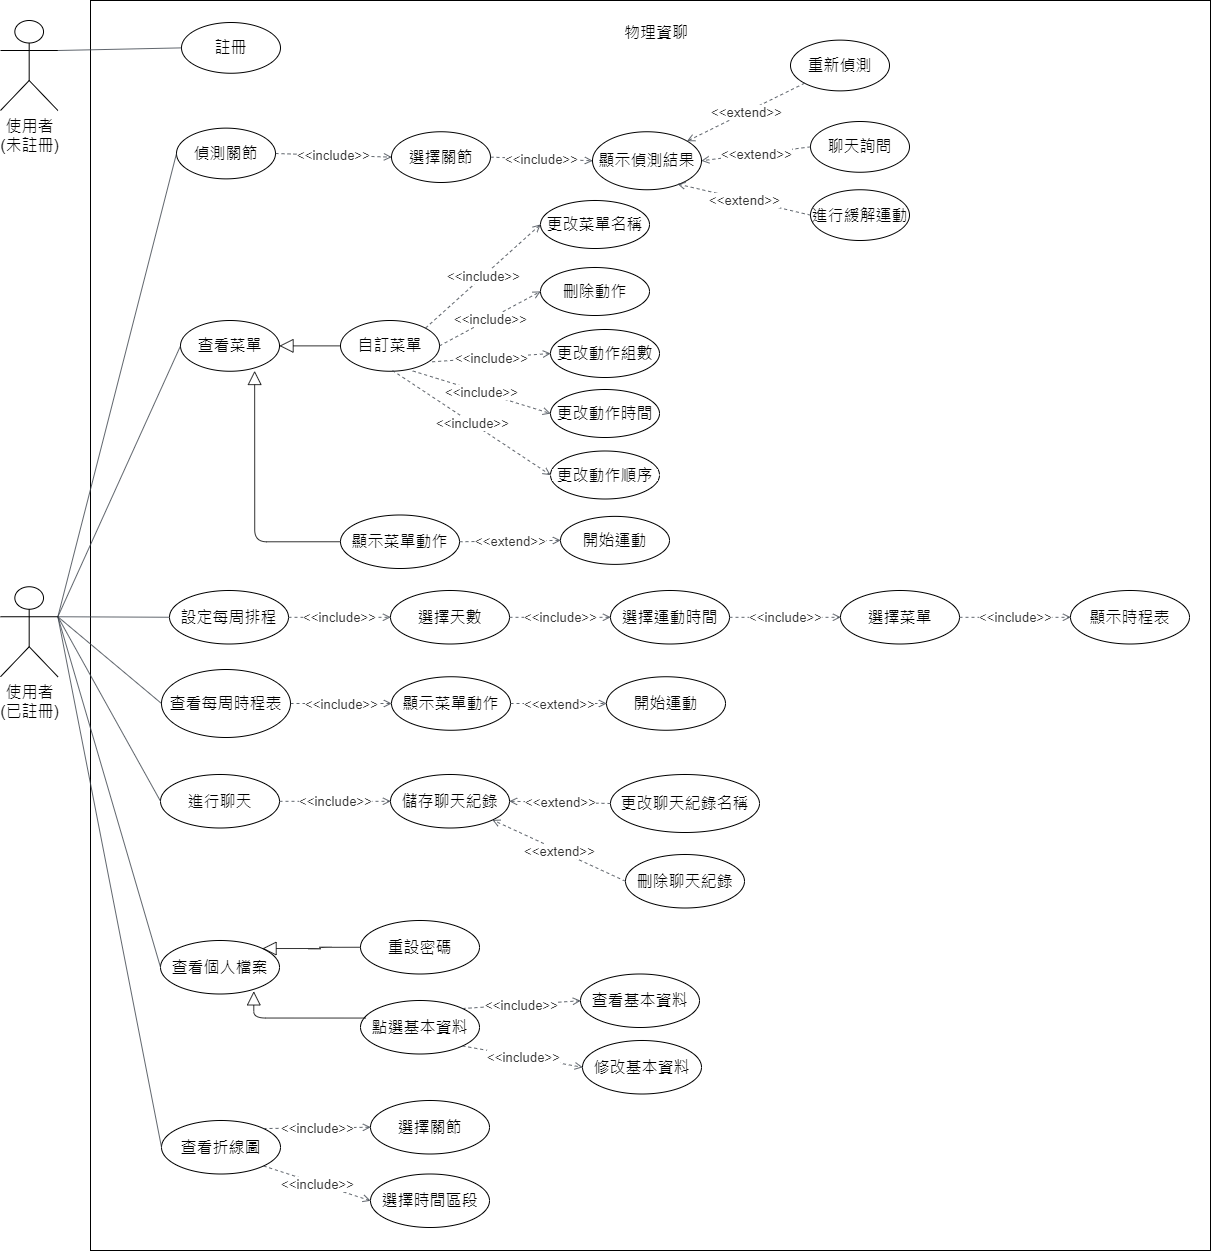 物理資聊
使用者
(未註冊)
註冊
重新偵測
<<extend>>
偵測關節
<<include>>
選擇關節
<<include>>
顯示偵測結果
<<extend>>
聊天詢問
<<extend>>
進行緩解運動
更改菜單名稱
<<include>>
刪除動作
<<include>>
查看菜單
自訂菜單
<<include>>
更改動作組數
<<include>>
更改動作時間
<<include>>
更改動作順序
顯示菜單動作
<<extend>>
開始運動
使用者
(已註冊)
設定每周排程
<<include>>
選擇天數
<<include>>
選擇運動時間
<<include>>
選擇菜單
<<include>>
顯示時程表
查看每周時程表
<<include>>
顯示菜單動作
<<extend>>
開始運動
進行聊天
<<include>>
儲存聊天紀錄
<<extend>>
更改聊天紀錄名稱
<<extend>>
刪除聊天紀錄
查看個人檔案
重設密碼
點選基本資料
<<include>>
查看基本資料
<<include>>
修改基本資料
查看折線圖
<<include>>
選擇關節
<<include>>
選擇時間區段